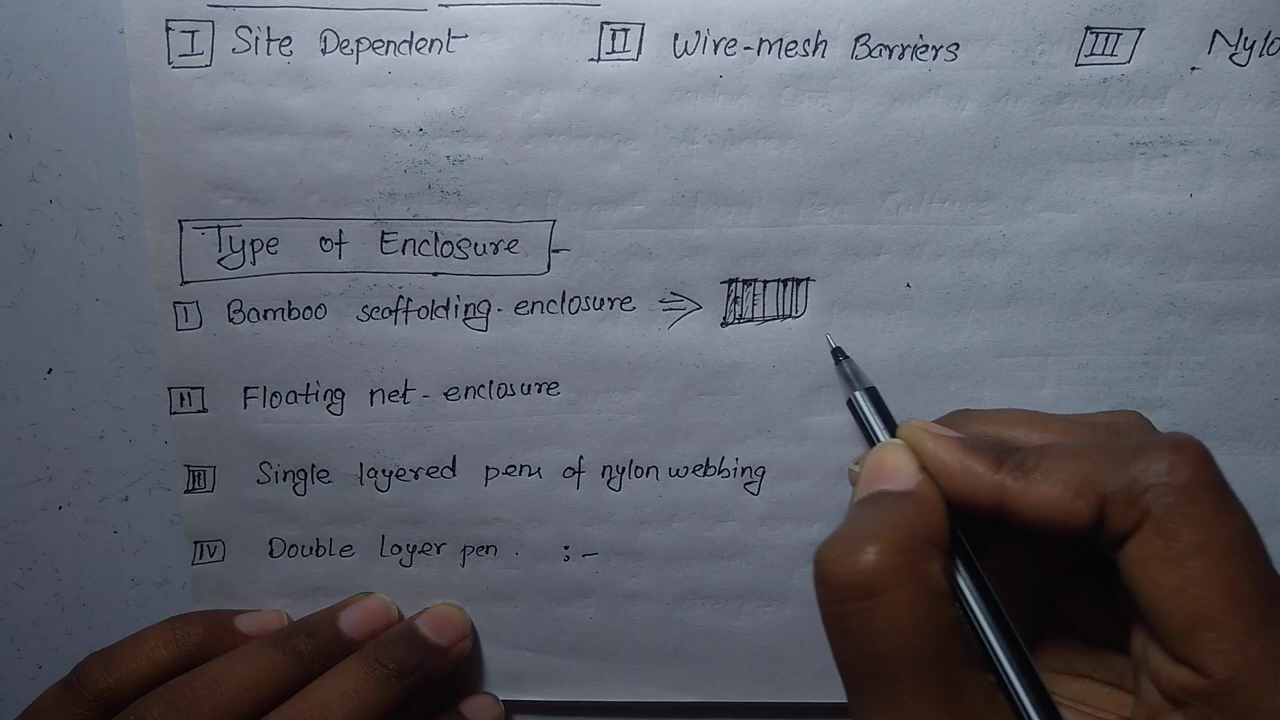 I Site Dependent II Wire-mesh Barriers III Nylo
Type of Enclosure -
I Bamboo scaffolding. enclosure ⇒
II Floating net - enclosure
III Single layered pen of nylon webbing
IV Double layer pen . :-